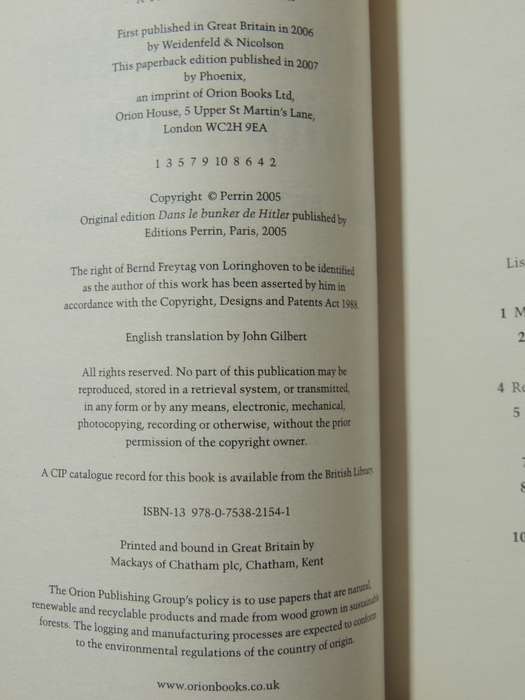 First published in Great Britain in 2006
by Weidenfeld & Nicolson
This paperback edition published in 2007
by Phoenix,
an imprint of Orion Books Ltd,
Orion House, 5 Upper St Martin's Lane,
London WC2H 9EA
1 3 5 7 9 10 8 6 4 2
Copyright © Perrin 2005
Original edition Dans le bunker de Hitler published by
Editions Perrin, Paris, 2005
The right of Bernd Freytag von Loringhoven to be identified
as the author of this work has been asserted by him in
accordance with the Copyright, Designs and Patents Act 1988.
English translation by John Gilbert
All rights reserved. No part of this publication may be
reproduced, stored in a retrieval system, or transmitted,
in any form or by any means, electronic, mechanical,
photocopying, recording or otherwise, without the prior
permission of the copyright owner.
A CIP catalogue record for this book is available from the British Library.
ISBN-13 978-0-7538-2154-1
Printed and bound in Great Britain by
Mackays of Chatham plc, Chatham, Kent
The Orion Publishing Group's policy is to use papers that are natural,
renewable and recyclable products and made from wood grown in sustainable
forests. The logging and manufacturing processes are expected to conform
to the environmental regulations of the country of origin.
www.orionbooks.co.uk
Lis
1 M
2
4 Re
5
10